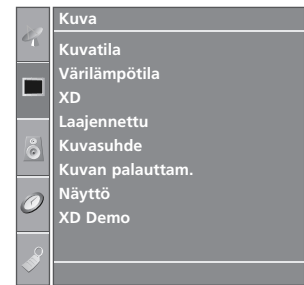 Kuva
Kuvatila
Värilämpötila
XD
Laajennettu
Kuvasuhde
Kuvan palauttam.
Näyttö
XD Demo